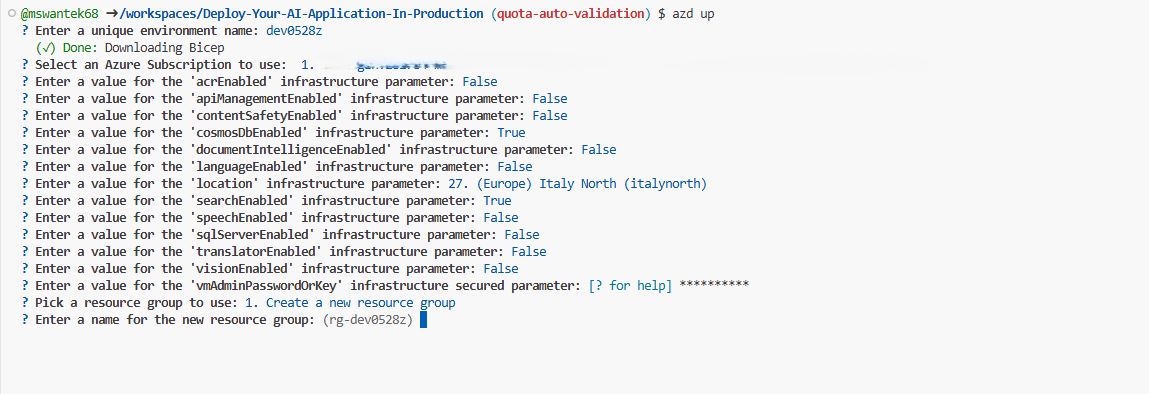 @mswantek68 ➜/workspaces/Deploy-Your-AI-Application-In-Production (quota-auto-validation) $ azd up
? Enter a unique environment name: dev0528z
(✓) Done: Downloading Bicep
? Select an Azure Subscription to use: 1.
? Enter a value for the 'acrEnabled' infrastructure parameter: False
? Enter a value for the 'apiManagementEnabled' infrastructure parameter: False
? Enter a value for the 'contentSafetyEnabled' infrastructure parameter: False
? Enter a value for the 'cosmosDbEnabled' infrastructure parameter: True
? Enter a value for the 'documentIntelligenceEnabled' infrastructure parameter: False
? Enter a value for the 'languageEnabled' infrastructure parameter: False
? Enter a value for the 'location' infrastructure parameter: 27. (Europe) Italy North (italynorth)
? Enter a value for the 'searchEnabled' infrastructure parameter: True
? Enter a value for the 'speechEnabled' infrastructure parameter: False
? Enter a value for the 'sqlServerEnabled' infrastructure parameter: False
? Enter a value for the 'translatorEnabled' infrastructure parameter: False
? Enter a value for the 'visionEnabled' infrastructure parameter: False
? Enter a value for the 'vmAdminPasswordOrKey' infrastructure secured parameter: [? for help] **********
? Pick a resource group to use: 1. Create a new resource group
? Enter a name for the new resource group: (rg-dev0528z)